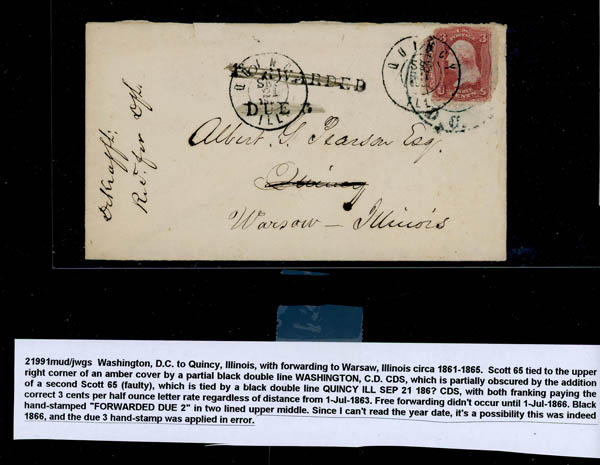 QUINCY
SEP
21
ILL
FORWARDED
DUE 3
QUINCY
ILL
3 3
CENTS
Albert G. Pearson Esq.
Quincy
Warsaw — Illinois
21991mud/jwgs Washington, D.C. to Quincy, Illinois, with forwarding to Warsaw, Illinois circa 1861-1865. Scott 65 tied to the upper
right corner of an amber cover by a partial black double line WASHINGTON, C.D. CDS, which is partially obscured by the addition
of a second Scott 65 (faulty), which is tied by a black double line QUINCY ILL SEP 21 186? CDS, with both franking paying the
correct 3 cents per half ounce letter rate regardless of distance from 1-Jul-1863. Free forwarding didn't occur until 1-Jul-1866. Black
hand-stamped "FORWARDED DUE 2" in two lined upper middle. Since I can't read the year date, it's a possibility this was indeed
1866, and the due 3 hand-stamp was applied in error.